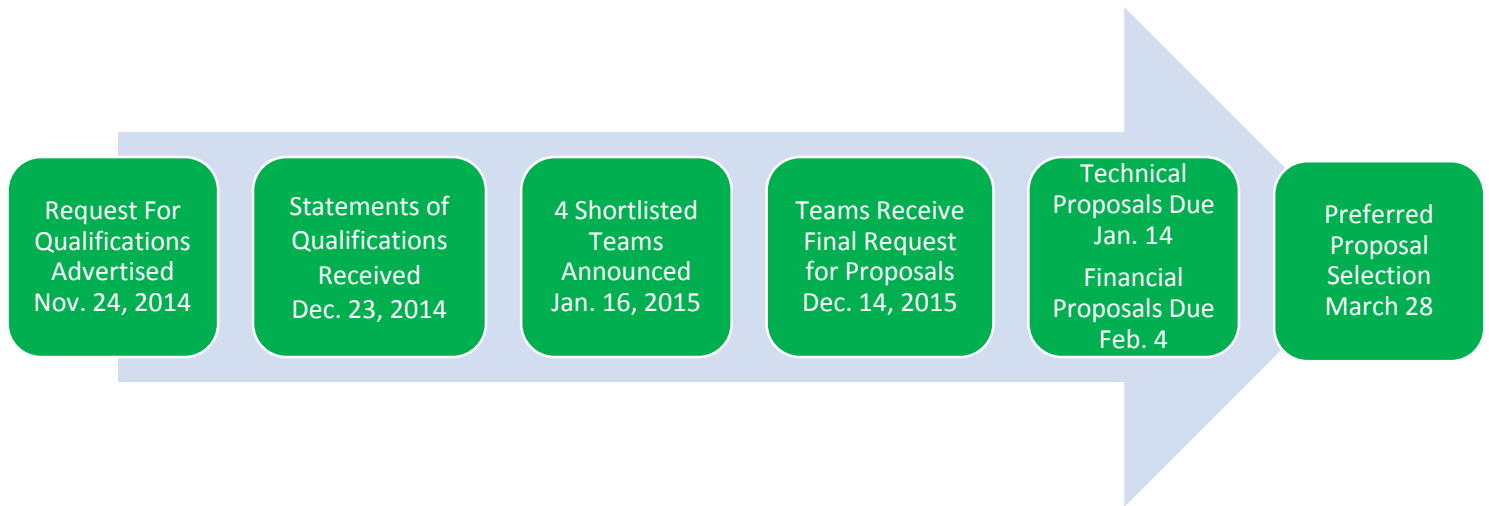 Request For
Qualifications
Advertised
Nov. 24, 2014
Statements of
Qualifications
Received
Dec. 23, 2014
4 Shortlisted
Teams
Announced
Jan. 16, 2015
Teams Receive
Final Request
for Proposals
Dec. 14, 2015
Technical
Proposals Due
Jan. 14
Financial
Proposals Due
Feb. 4
Preferred
Proposal
Selection
March 28